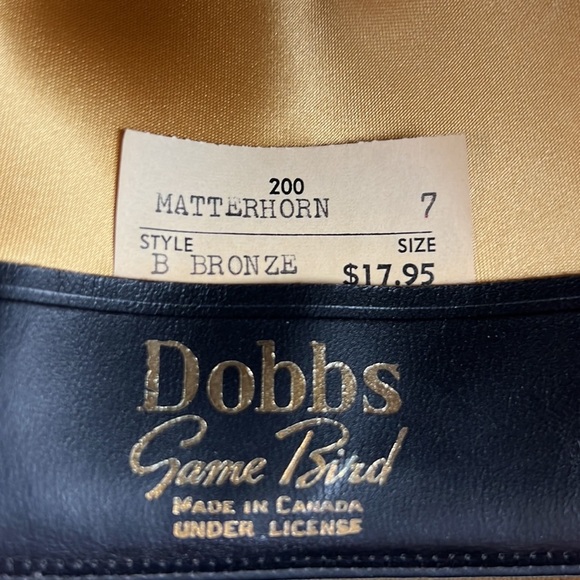 200
MATTERHORN 7
STYLE SIZE
B BRONZE $17.95
Dobbs
Game Bird
MADE IN CANADA
UNDER LICENSE